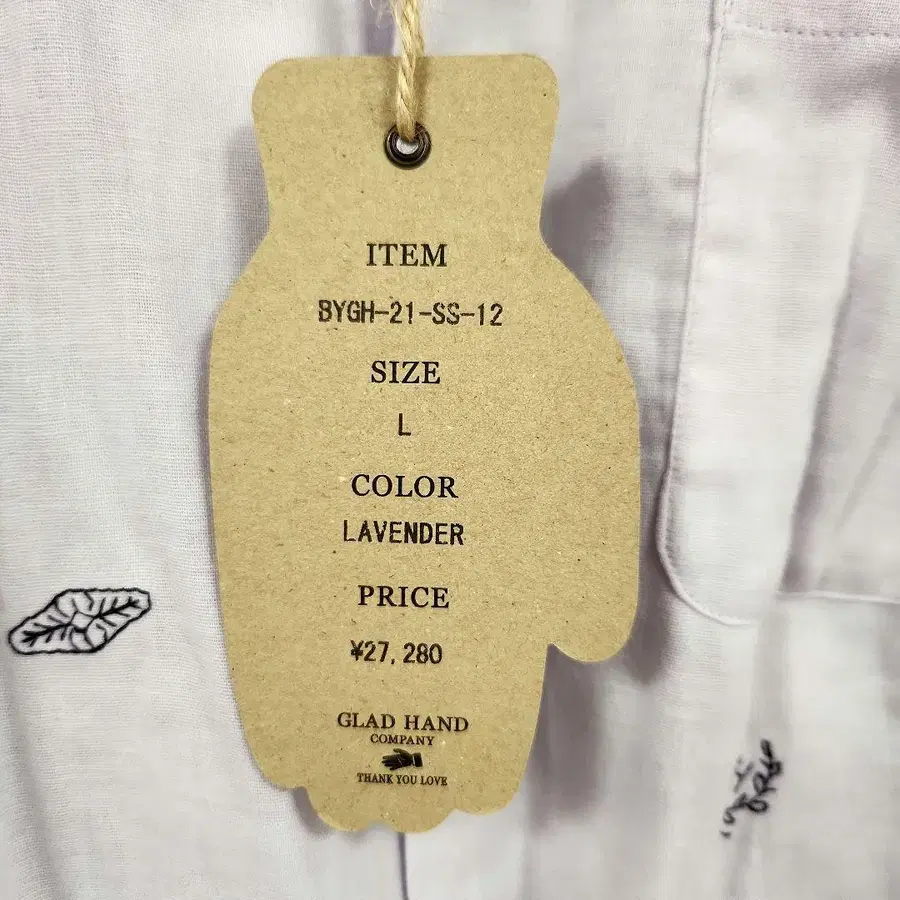 ITEM
BYGH-21-SS-12
SIZE
L
COLOR
LAVENDER
PRICE
¥27,280
GLAD HAND
COMPANY
THANK YOU LOVE